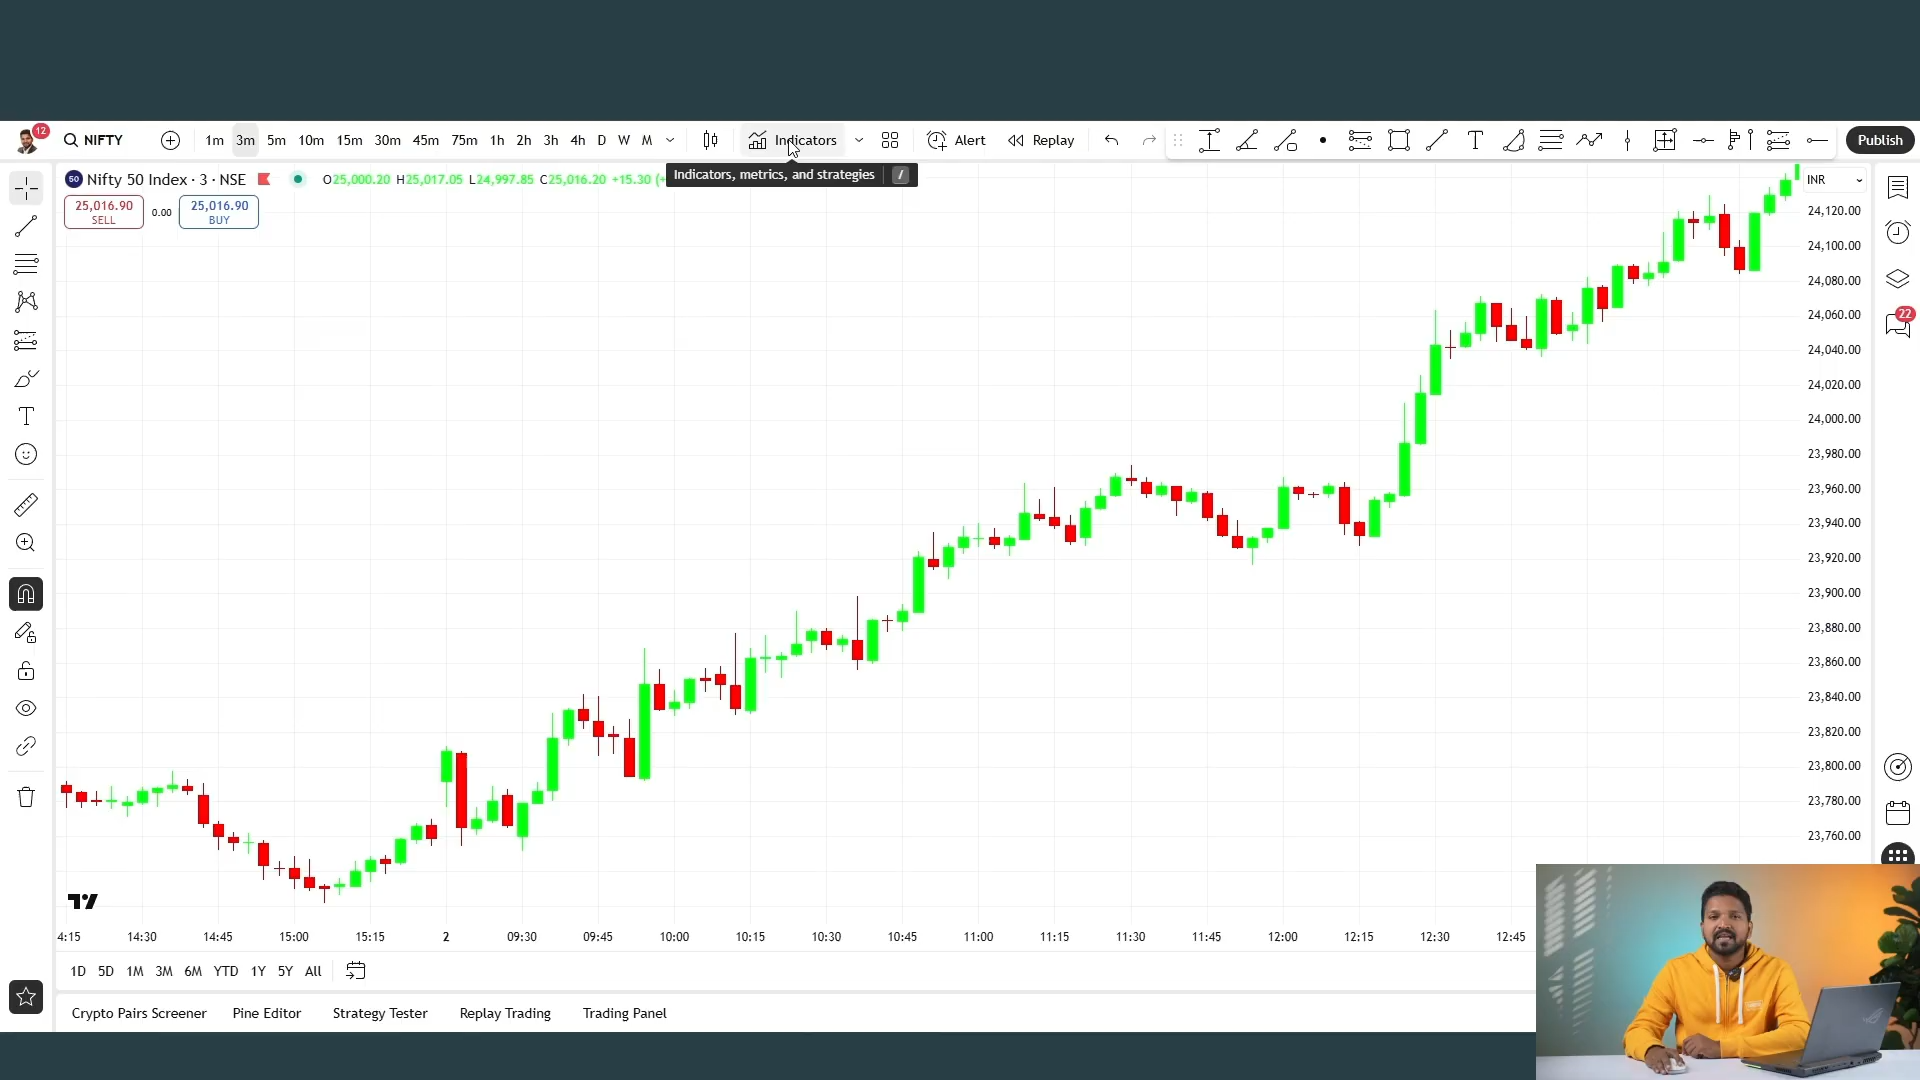 12 NIFTY 1m 3m 5m 10m 15m 30m 45m 75m 1h 2h 3h 4h D W M Indicators Alert Replay T Publish
50 Nifty 50 Index · 3 · NSE O25,000.20 H25,017.05 L24,997.85 C25,016.20 +15.30 (+
Indicators, metrics, and strategies /
INR
25,016.90
SELL
0.00
25,016.90
BUY
24,120.00
24,100.00
24,080.00
22
24,060.00
24,040.00
24,020.00
24,000.00
23,980.00
23,960.00
23,940.00
23,920.00
23,900.00
23,880.00
23,860.00
23,840.00
23,820.00
23,800.00
23,780.00
23,760.00
4:15 14:30 14:45 15:00 15:15 2 09:30 09:45 10:00 10:15 10:30 10:45 11:00 11:15 11:30 11:45 12:00 12:15 12:30 12:45
1D 5D 1M 3M 6M YTD 1Y 5Y All
Crypto Pairs Screener Pine Editor Strategy Tester Replay Trading Trading Panel